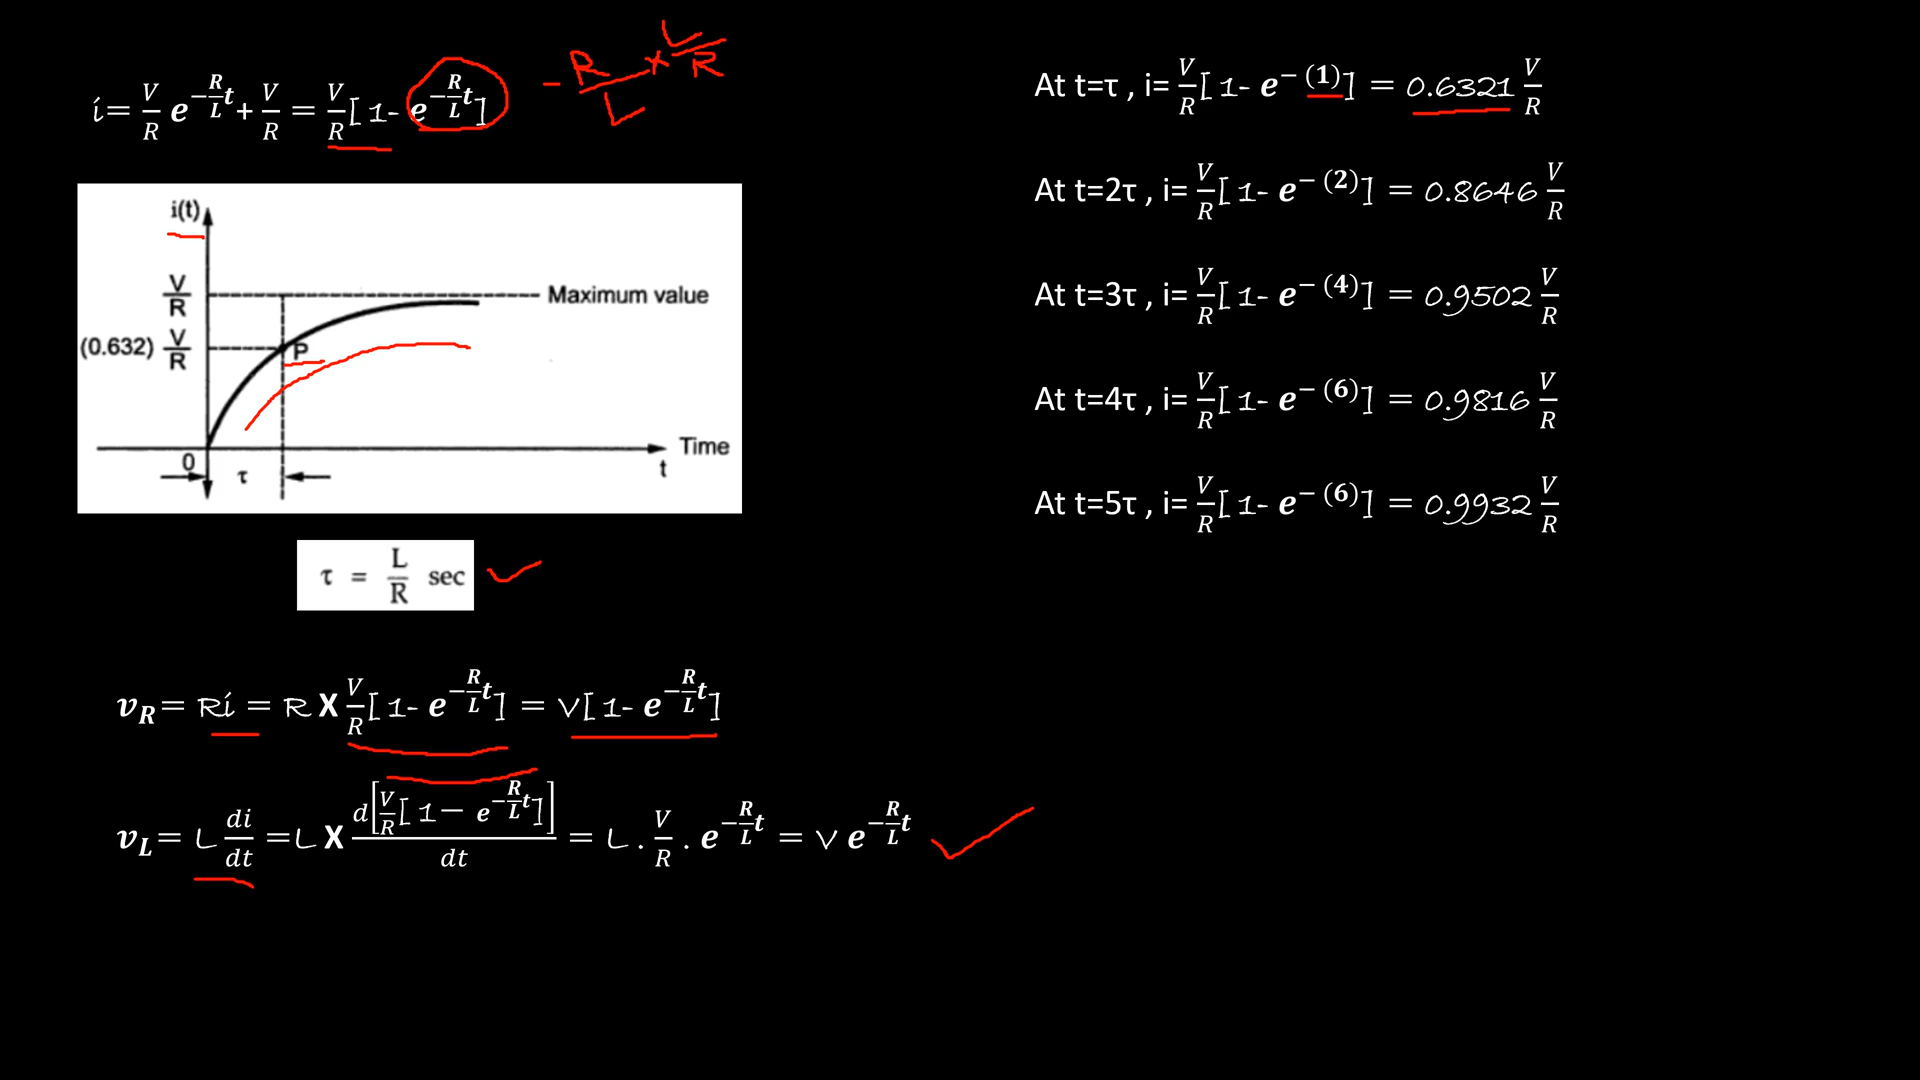 i= V/R e^(-R/L t) + V/R = V/R [1- e^(-R/L t)]
- R/L × L/R
i(t)
V/R Maximum value
(0.632) V/R P
0 τ t Time
τ = L/R sec
v_R= Ri = R X V/R [1- e^(-R/L t)] = V[1- e^(-R/L t)]
v_L= L di/dt =L X d[V/R [1− e^(-R/L t)]]/dt = L . V/R . e^(-R/L t) = V e^(-R/L t)
At t=τ , i= V/R [1- e^-(1)] = 0.6321 V/R
At t=2τ , i= V/R [1- e^-(2)] = 0.8646 V/R
At t=3τ , i= V/R [1- e^-(4)] = 0.9502 V/R
At t=4τ , i= V/R [1- e^-(6)] = 0.9816 V/R
At t=5τ , i= V/R [1- e^-(6)] = 0.9932 V/R